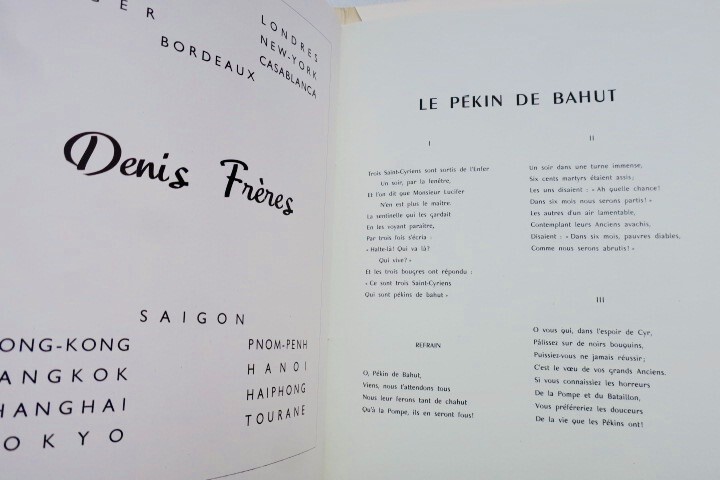 LONDRES
NEW-YORK
BORDEAUX
CASABLANCA
Denis Frères
SAIGON
PNOM-PENH
HANOI
HAIPHONG
TOURANE
LE PÉKIN DE BAHUT
I
Trois Saint-Cyriens sont sortis de l'Enfer
Un soir, par la fenêtre,
Et l'on dit que Monsieur Lucifer
N'en est plus le maître.
La sentinelle qui les gardait
En les voyant paraître,
Par trois fois s'écria :
« Halte-là! Qui va là?
Qui vive? »
Et les trois bougres ont répondu :
« Ce sont trois Saint-Cyriens
Qui sont pékins de bahut »
REFRAIN
O, Pékin de Bahut,
Viens, nous t'attendons tous
Nous leur ferons tant de chahut
Qu'à la Pompe, ils en seront fous!
II
Un soir dans une turne immense,
Six cents martyrs étaient assis;
Les uns disaient : « Ah quelle chance!
Dans six mois nous serons partis! »
Les autres d'un air lamentable,
Contemplant leurs Anciens avachis,
Disaient : « Dans six mois, pauvres diables,
Comme nous serons abrutis! »
III
O vous qui, dans l'espoir de Cyr,
Pâlissez sur de noirs bouquins,
Puissiez-vous ne jamais réussir;
C'est le vœu de vos grands Anciens.
Si vous connaissiez les horreurs
De la Pompe et du Bataillon,
Vous préféreriez les douceurs
De la vie que les Pékins ont!